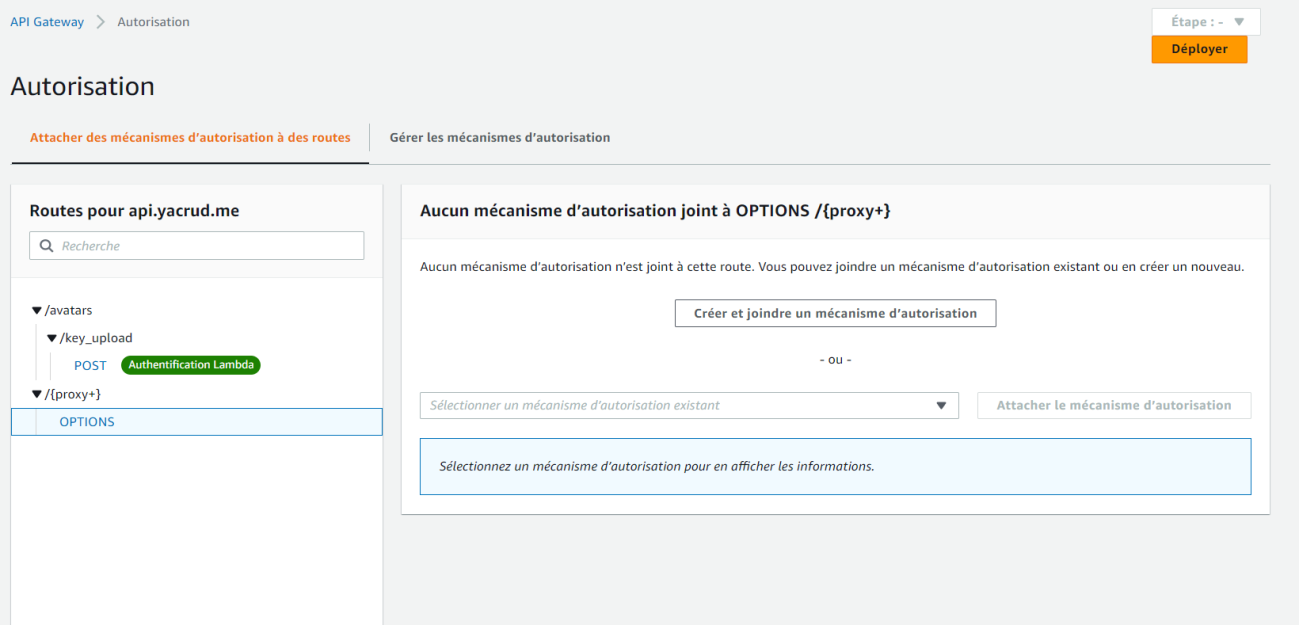 API Gateway > Autorisation
Étape : -
Déployer
Autorisation
Attacher des mécanismes d'autorisation à des routes
Gérer les mécanismes d'autorisation
Routes pour api.yacrud.me
Recherche
/avatars
/key_upload
POST Authentification Lambda
/{proxy+}
OPTIONS
Aucun mécanisme d'autorisation joint à OPTIONS /{proxy+}
Aucun mécanisme d'autorisation n'est joint à cette route. Vous pouvez joindre un mécanisme d'autorisation existant ou en créer un nouveau.
Créer et joindre un mécanisme d'autorisation
- ou -
Sélectionner un mécanisme d'autorisation existant
Attacher le mécanisme d'autorisation
Sélectionnez un mécanisme d'autorisation pour en afficher les informations.